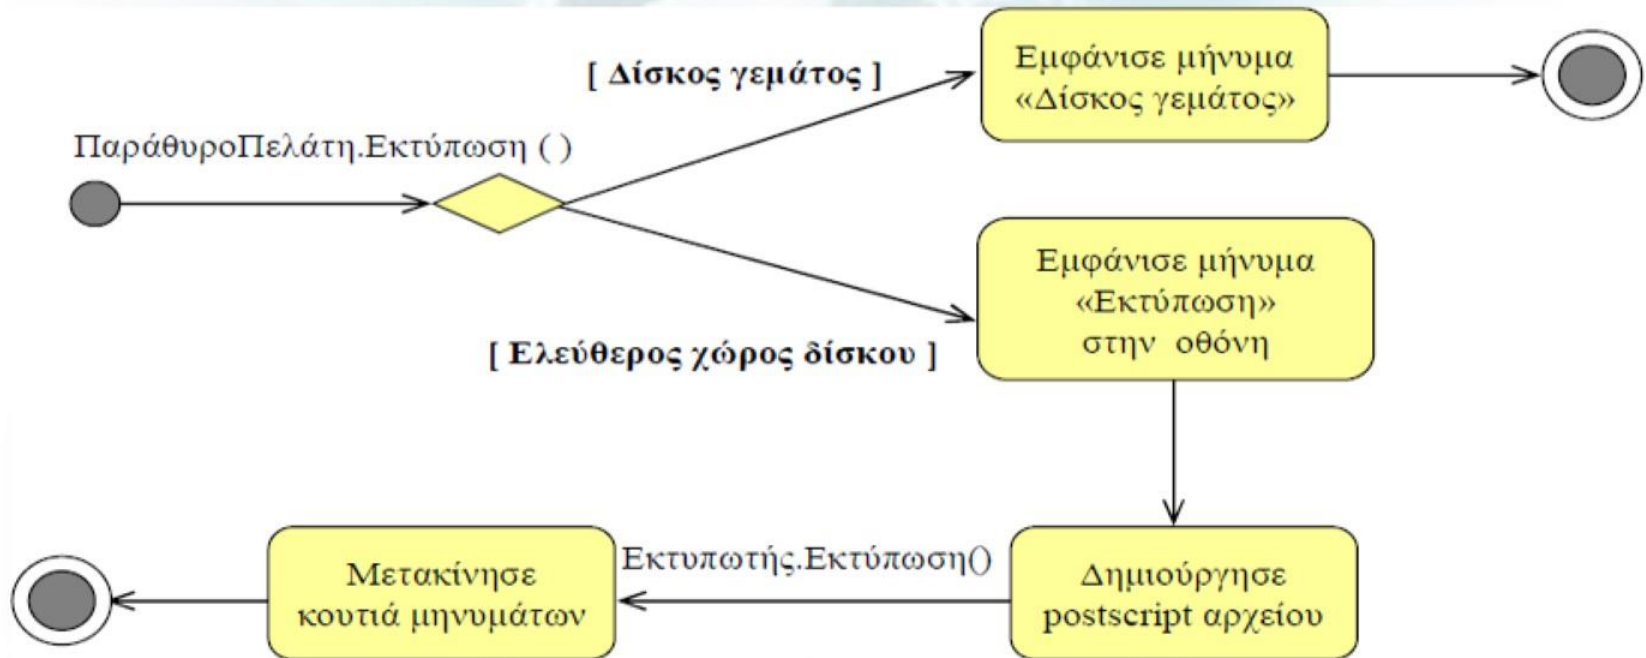 [ Δίσκος γεμάτος ]
Εμφάνισε μήνυμα
«Δίσκος γεμάτος»
ΠαράθυροΠελάτη.Εκτύπωση ( )
Εμφάνισε μήνυμα
«Εκτύπωση»
στην οθόνη
[ Ελεύθερος χώρος δίσκου ]
Μετακίνησε
κουτιά μηνυμάτων
Εκτυπωτής.Εκτύπωση()
Δημιούργησε
postscript αρχείου